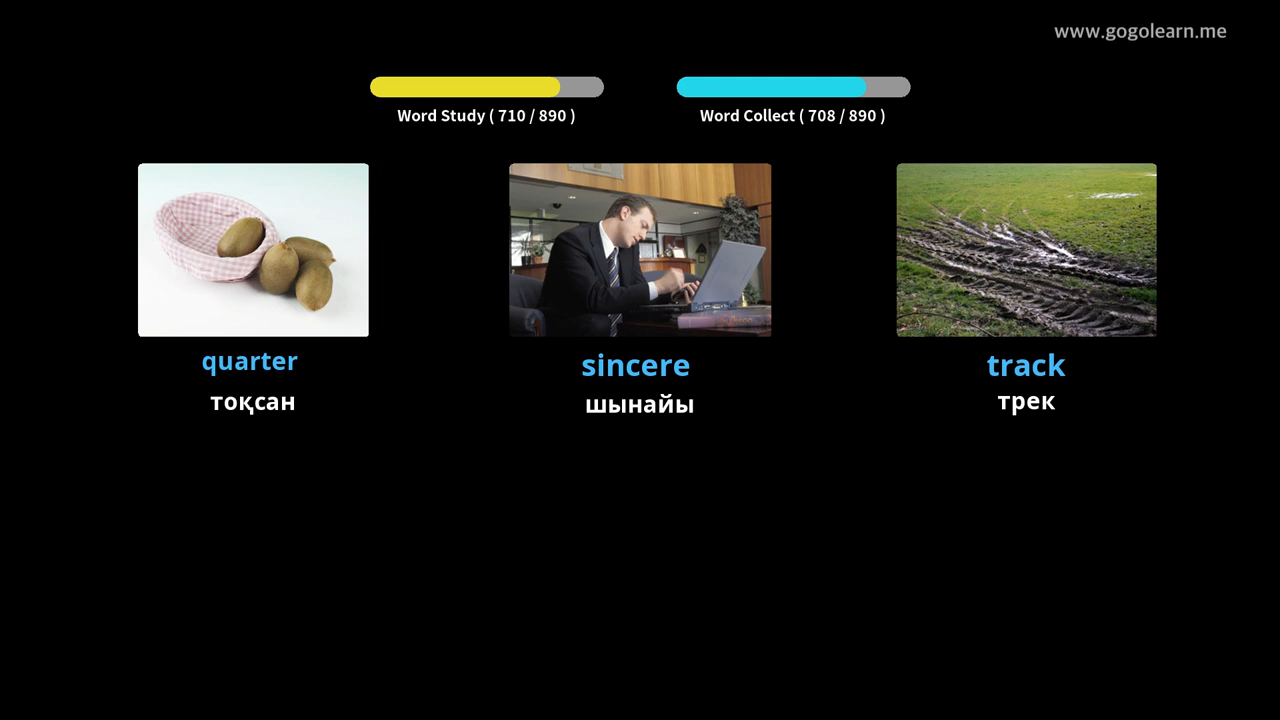 www.gogolearn.me
Word Study ( 710 / 890 )
Word Collect ( 708 / 890 )
quarter
тоқсан
sincere
шынайы
track
трек